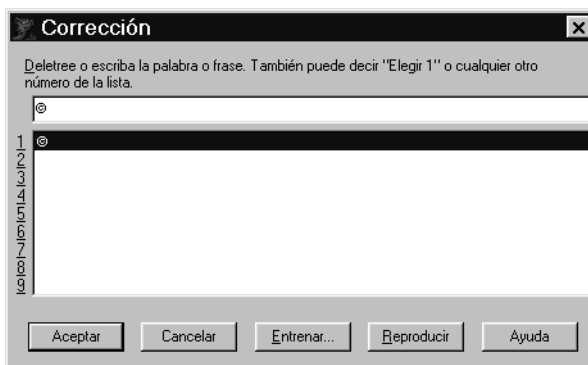 Corrección
Deletree o escriba la palabra o frase. También puede decir "Elegir 1" o cualquier otro
número de la lista.
©
1 ©
2
3
4
5
6
7
8
9
Aceptar Cancelar Entrenar... Reproducir Ayuda